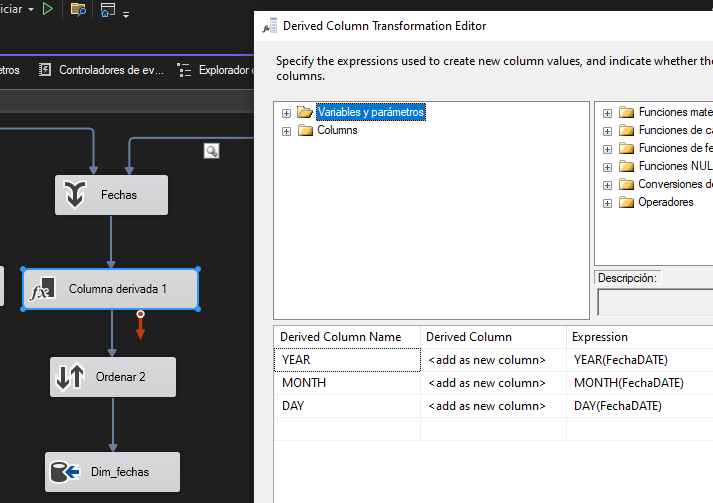 iciar
Derived Column Transformation Editor
Specify the expressions used to create new column values, and indicate whether the
columns.
etros
Controladores de ev...
Explorador
Variables y parámetros
Columns
Funciones mate
Funciones de ca
Funciones de fe
Funciones NUL
Conversiones de
Operadores
Fechas
fx
Columna derivada 1
Descripción:
Derived Column Name
Derived Column
Expression
YEAR
<add as new column>
YEAR(FechaDATE)
MONTH
<add as new column>
MONTH(FechaDATE)
DAY
<add as new column>
DAY(FechaDATE)
Ordenar 2
Dim_fechas